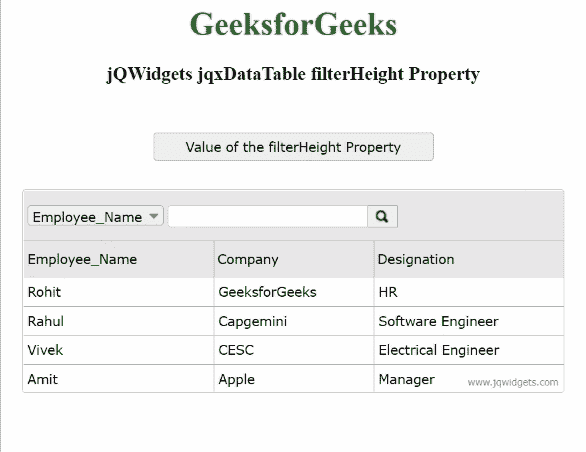 GeeksforGeeks
jQWidgets jqxDataTable filterHeight Property
Value of the filterHeight Property
Employee_Name
Employee_Name Company Designation
Rohit GeeksforGeeks HR
Rahul Capgemini Software Engineer
Vivek CESC Electrical Engineer
Amit Apple Manager
www.jqwidgets.com